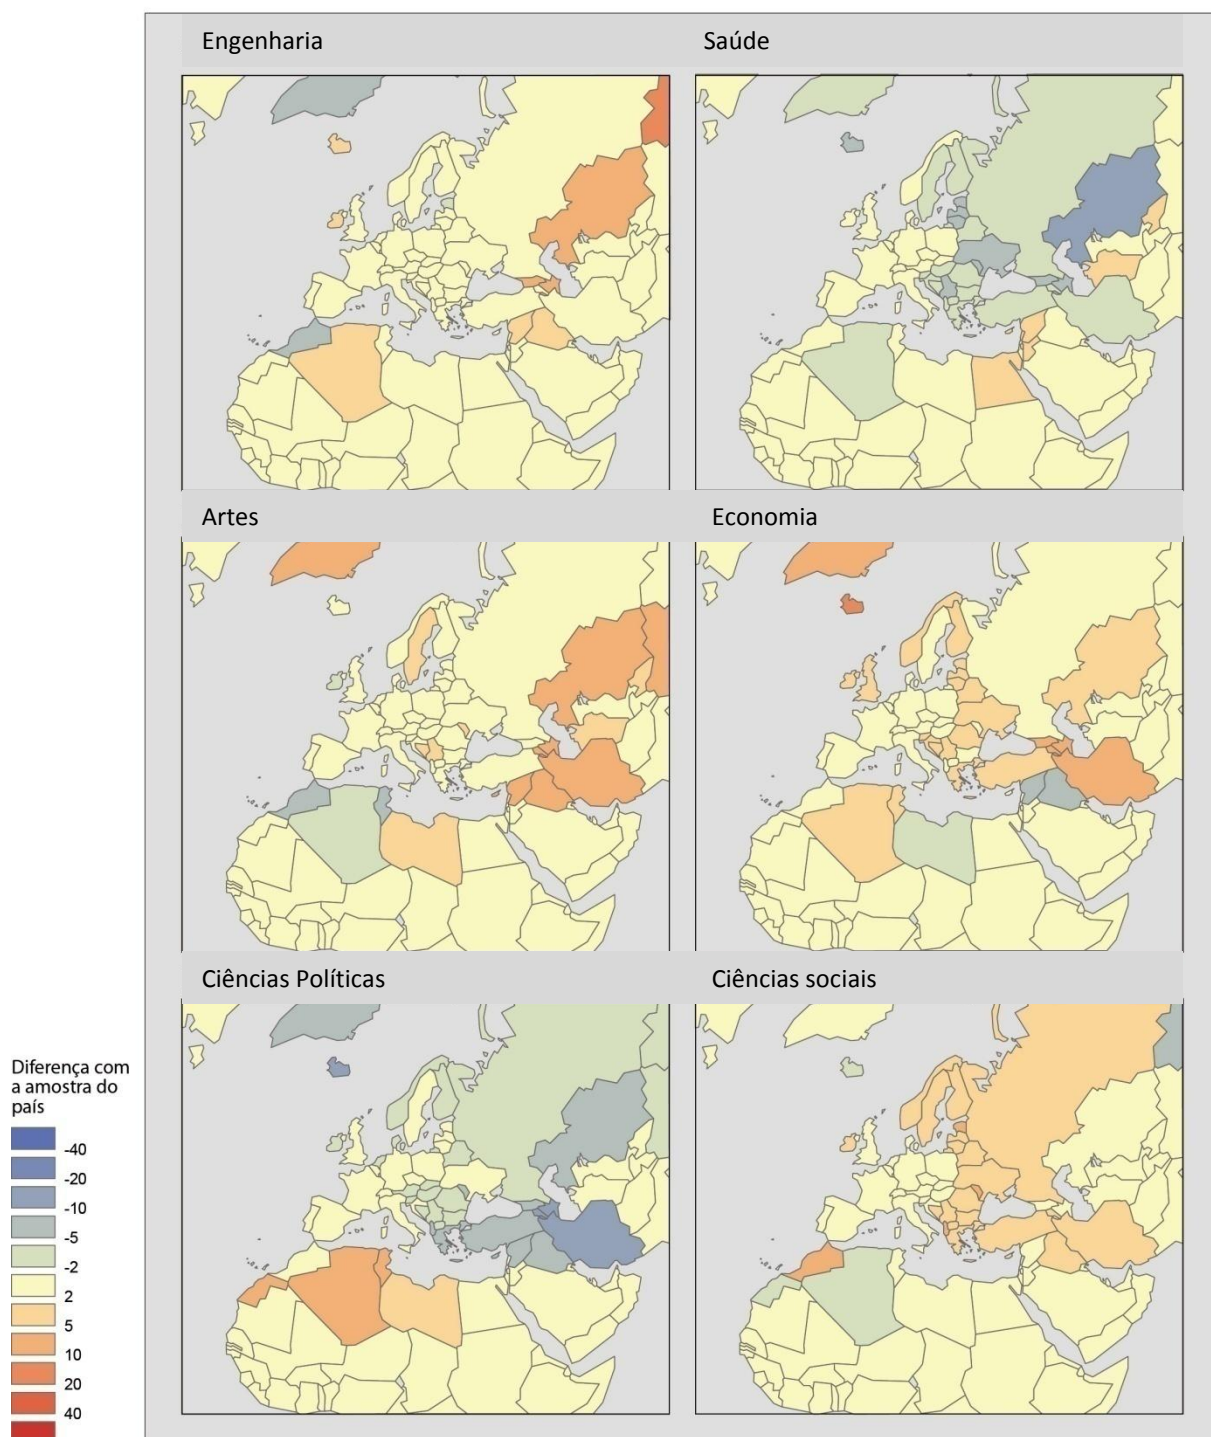 Engenharia
Saúde
Artes
Economia
Ciências Políticas
Ciências sociais
Diferença com
a amostra do
país
-40
-20
-10
-5
-2
2
5
10
20
40